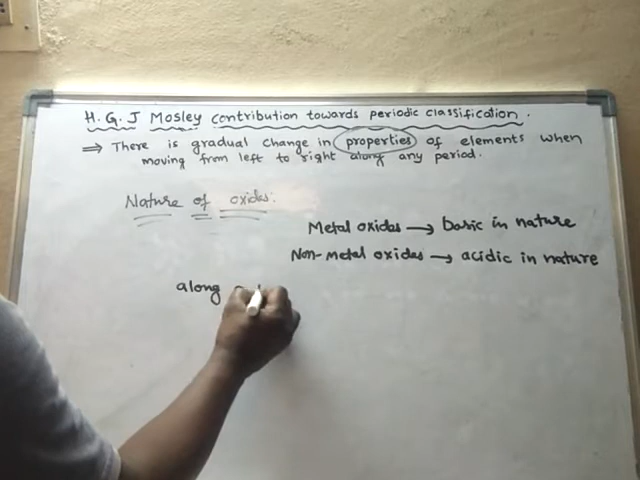 H. G. J Mosley contribution towards periodic classification.
⇒ There is gradual change in properties of elements when
moving from left to right along any period.
Nature of oxides:
Metal oxides → basic in nature
Non-Metal oxides → acidic in nature
along